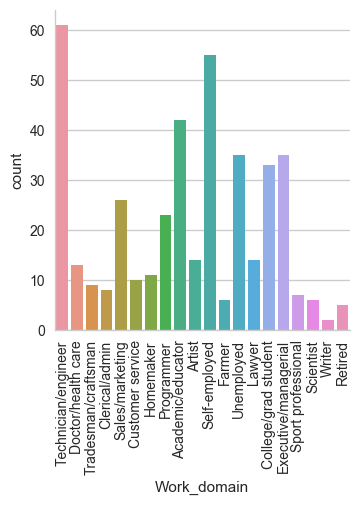 60
50
40
30
20
10
0
count
Technician/engineer
Doctor/health care
Tradesman/craftsman
Clerical/admin
Sales/marketing
Customer service
Homemaker
Programmer
Academic/educator
Artist
Self-employed
Farmer
Unemployed
Lawyer
College/grad student
Executive/managerial
Sport professional
Scientist
Writer
Retired
Work_domain